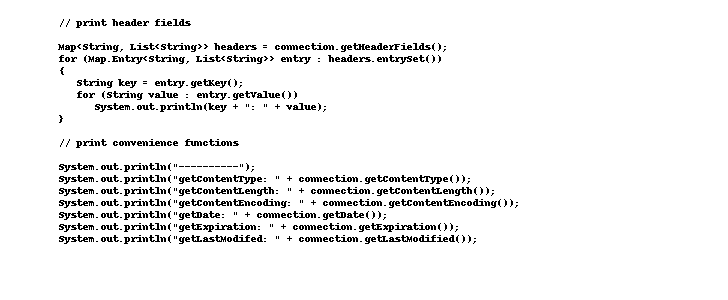 // print header fields
Map<String, List<String>> headers = connection.getHeaderFields();
for (Map.Entry<String, List<String>> entry : headers.entrySet())
{
String key = entry.getKey();
for (String value : entry.getValue())
System.out.println(key + ": " + value);
}
// print convenience functions
System.out.println("----------");
System.out.println("getContentType: " + connection.getContentType());
System.out.println("getContentLength: " + connection.getContentLength());
System.out.println("getContentEncoding: " + connection.getContentEncoding());
System.out.println("getDate: " + connection.getDate());
System.out.println("getExpiration: " + connection.getExpiration());
System.out.println("getLastModifed: " + connection.getLastModified());